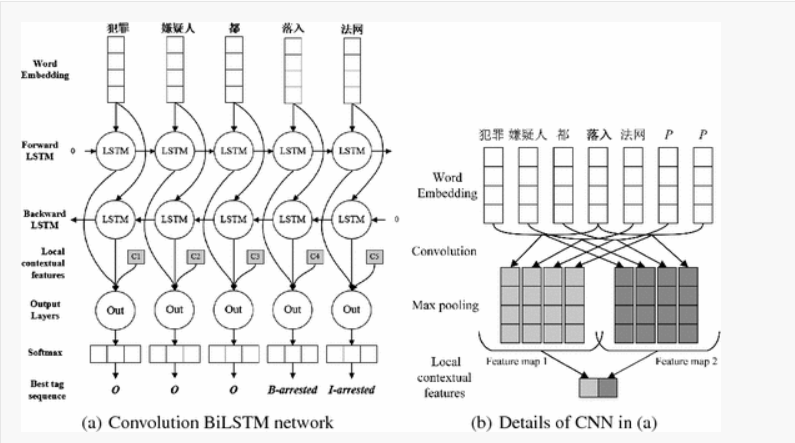 犯罪 嫌疑人 都 落入 法网
Word
Embedding
Forward
LSTM
0
LSTM LSTM LSTM LSTM LSTM
Backward
LSTM
LSTM LSTM LSTM LSTM LSTM
0
Local
contextual
features
C1 C2 C3 C4 C5
Output
Layers
Out Out Out Out Out
Softmax
Best tag
sequence
O O O B-arrested I-arrested
(a) Convolution BiLSTM network
犯罪 嫌疑人 都 落入 法网 P P
Word
Embedding
Convolution
Max pooling
Feature map 1 Feature map 2
Local
contextual
features
(b) Details of CNN in (a)